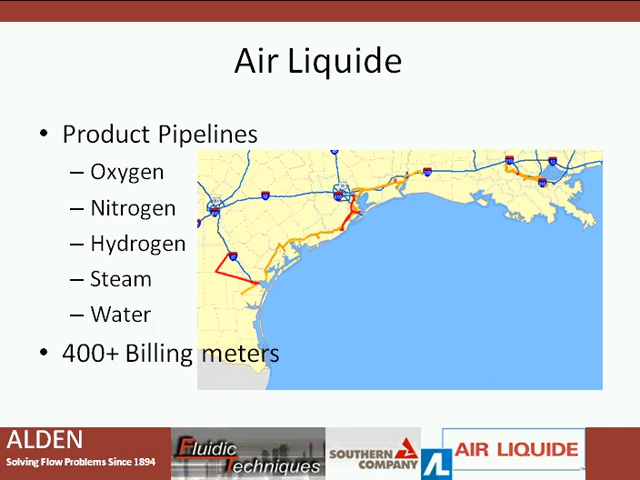 Air Liquide
• Product Pipelines
– Oxygen
– Nitrogen
– Hydrogen
– Steam
– Water
• 400+ Billing meters
ALDEN
Solving Flow Problems Since 1894
Fluidic
Techniques
SOUTHERN
COMPANY
AL
AIR LIQUIDE